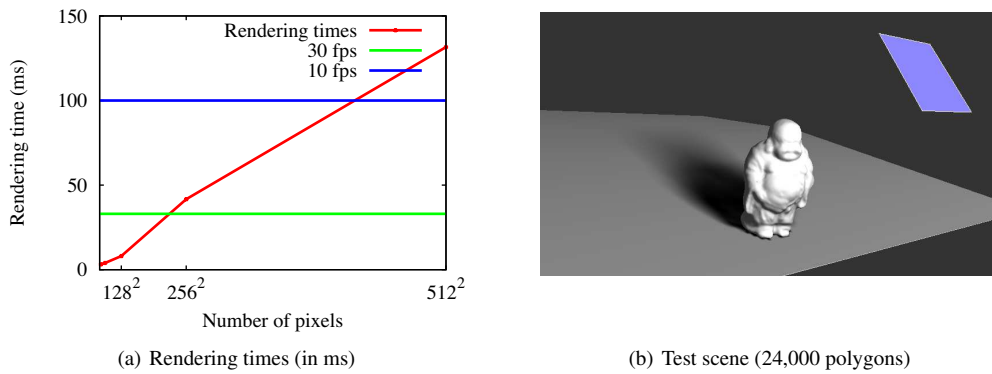 150
100
50
0
Rendering time (ms)
Rendering times
30 fps
10 fps
128²
256²
512²
Number of pixels
(a) Rendering times (in ms)
(b) Test scene (24,000 polygons)